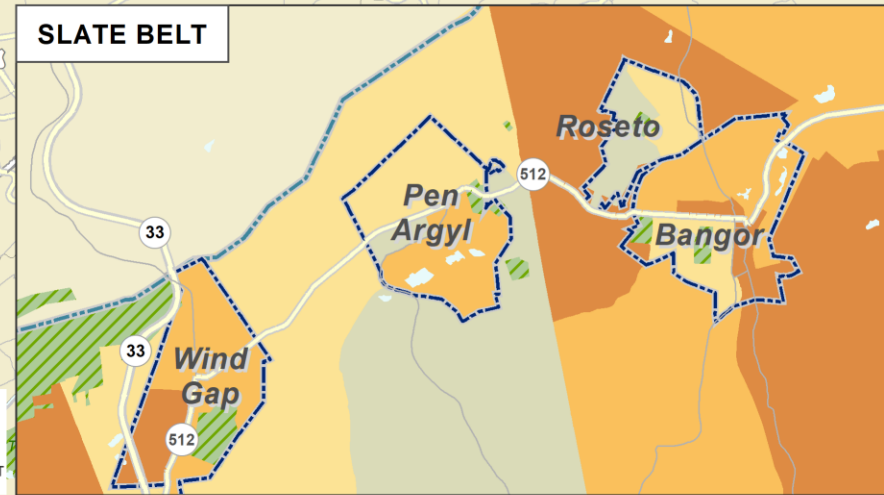 SLATE BELT
Roseto
512
Pen
Argyl
Bangor
33
33
Wind
Gap
512
T